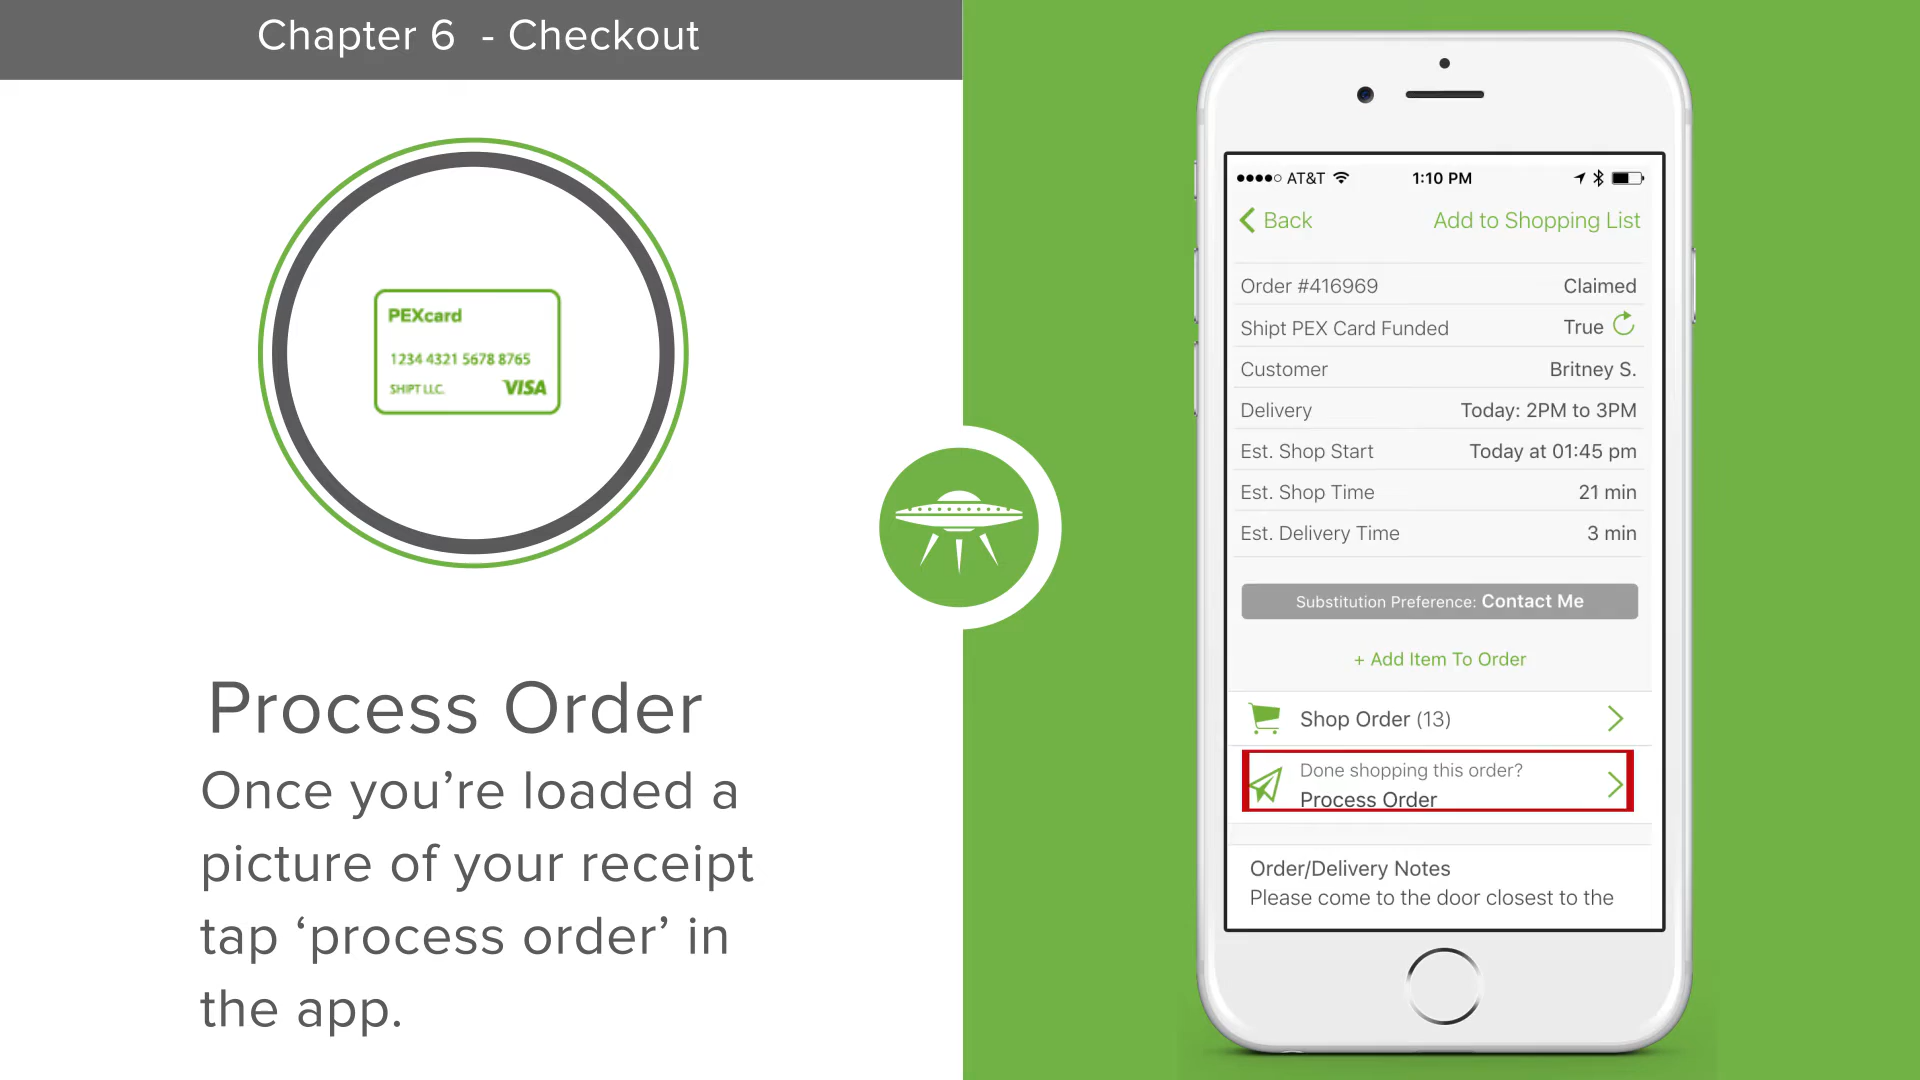 Chapter 6 - Checkout
PEXcard
1234 4321 5678 8765
SHIPT LLC.
VISA
Process Order
Once you’re loaded a
picture of your receipt
tap ‘process order’ in
the app.
AT&T 1:10 PM
Back Add to Shopping List
Order #416969 Claimed
Shipt PEX Card Funded True
Customer Britney S.
Delivery Today: 2PM to 3PM
Est. Shop Start Today at 01:45 pm
Est. Shop Time 21 min
Est. Delivery Time 3 min
Substitution Preference: Contact Me
+ Add Item To Order
Shop Order (13)
Done shopping this order?
Process Order
Order/Delivery Notes
Please come to the door closest to the